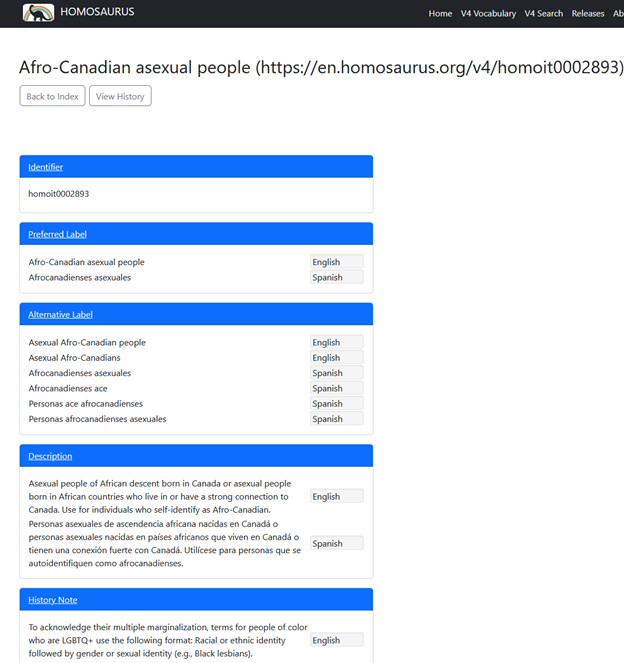 HOMOSAURUS
Home V4 Vocabulary V4 Search Releases Ab
Afro-Canadian asexual people (https://en.homosaurus.org/v4/homoit0002893)
Back to Index View History
Identifier
homoit0002893
Preferred Label
Afro-Canadian asexual people English
Afrocanadienses asexuales Spanish
Alternative Label
Asexual Afro-Canadian people English
Asexual Afro-Canadians English
Afrocanadienses asexuales Spanish
Afrocanadienses ace Spanish
Personas ace afrocanadienses Spanish
Personas afrocanadienses asexuales Spanish
Description
Asexual people of African descent born in Canada or asexual people
born in African countries who live in or have a strong connection to English
Canada. Use for individuals who self-identify as Afro-Canadian.
Personas asexuales de ascendencia africana nacidas en Canadá o
personas asexuales nacidas en países africanos que viven en Canadá o
tienen una conexión fuerte con Canadá. Utilícese para personas que se Spanish
autoidentifiquen como afrocanadienses.
History Note
To acknowledge their multiple marginalization, terms for people of color
who are LGBTQ+ use the following format: Racial or ethnic identity English
followed by gender or sexual identity (e.g., Black lesbians).